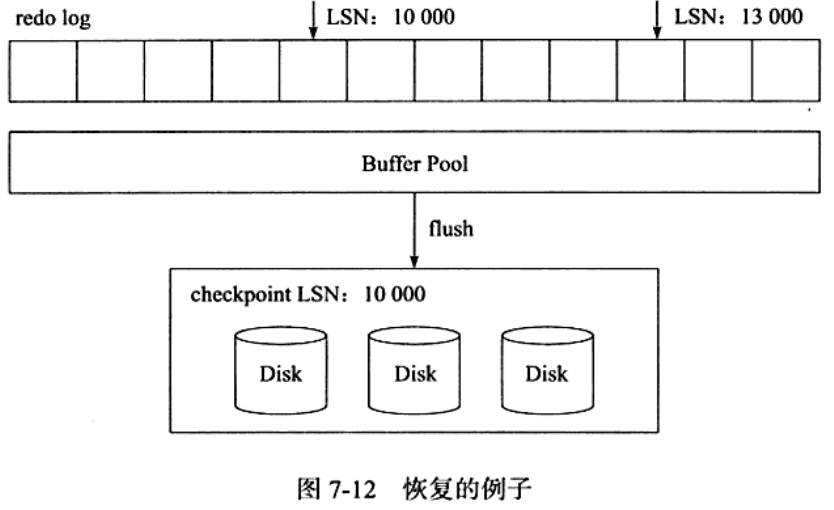 redo log
LSN：10 000
LSN：13 000
Buffer Pool
flush
checkpoint LSN：10 000
Disk
Disk
Disk
图 7-12 恢复的例子